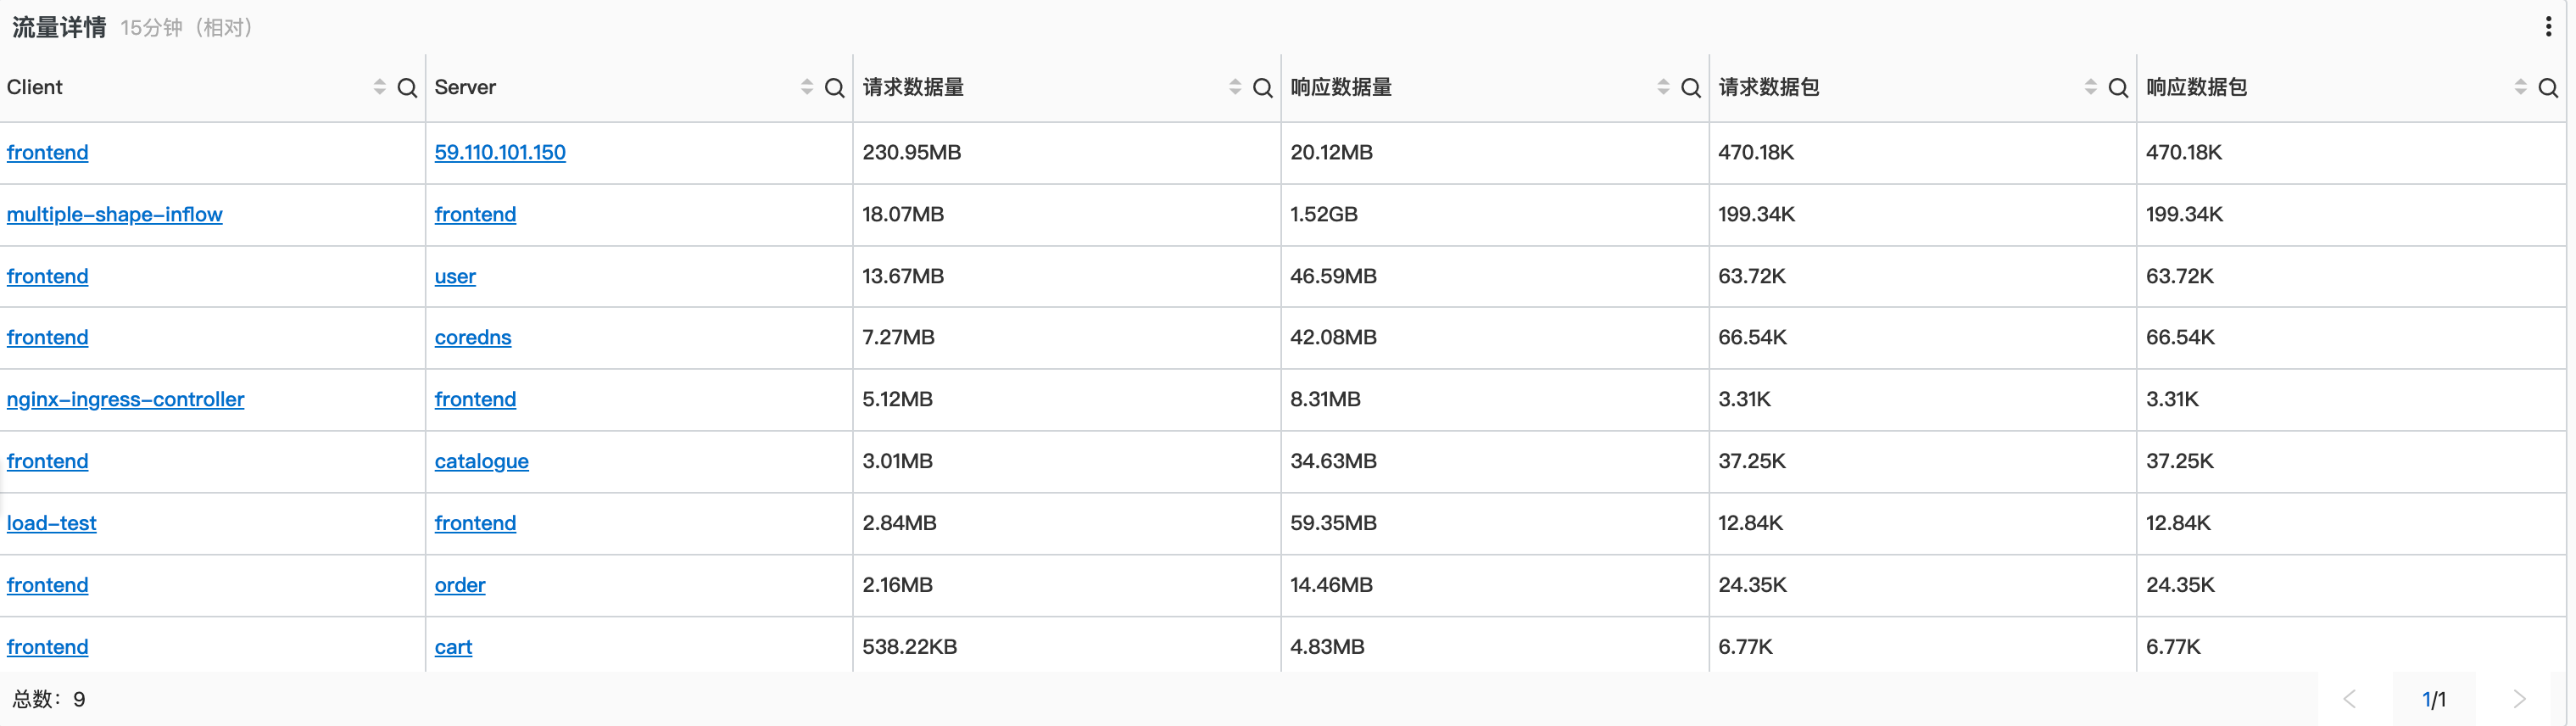 流量详情 15分钟（相对）
Client Server 请求数据量 响应数据量 请求数据包 响应数据包
frontend 59.110.101.150 230.95MB 20.12MB 470.18K 470.18K
multiple-shape-inflow frontend 18.07MB 1.52GB 199.34K 199.34K
frontend user 13.67MB 46.59MB 63.72K 63.72K
frontend coredns 7.27MB 42.08MB 66.54K 66.54K
nginx-ingress-controller frontend 5.12MB 8.31MB 3.31K 3.31K
frontend catalogue 3.01MB 34.63MB 37.25K 37.25K
load-test frontend 2.84MB 59.35MB 12.84K 12.84K
frontend order 2.16MB 14.46MB 24.35K 24.35K
frontend cart 538.22KB 4.83MB 6.77K 6.77K
总数：9 1/1